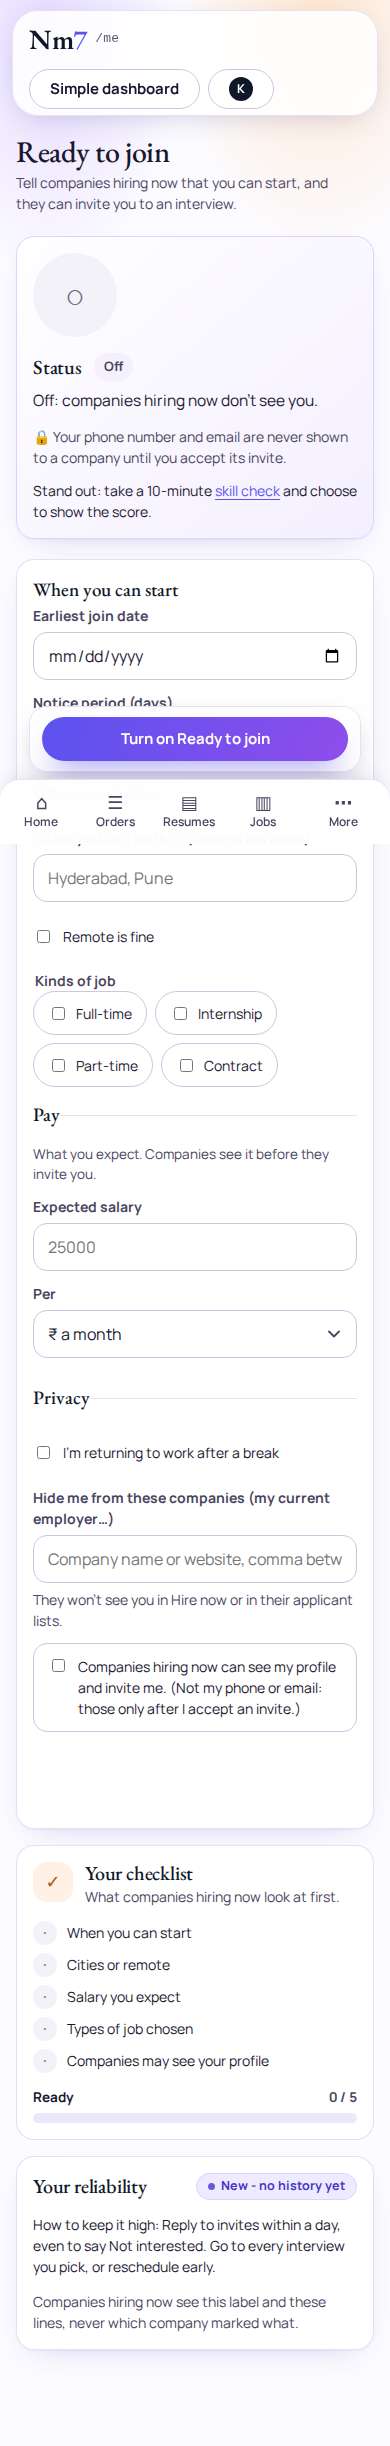 Nm7 /me
Simple dashboard
K
Ready to join
Tell companies hiring now that you can start, and
they can invite you to an interview.
Status Off
Off: companies hiring now don't see you.
🔒 Your phone number and email are never shown
to a company until you accept its invite.
Stand out: take a 10-minute skill check and choose
to show the score.
When you can start
Earliest join date
mm/dd/yyyy
Notice period (days)
Turn on Ready to join
Home
Orders
Resumes
Jobs
More
Hyderabad, Pune
Remote is fine
Kinds of job
Full-time
Internship
Part-time
Contract
Pay
What you expect. Companies see it before they
invite you.
Expected salary
25000
Per
₹ a month
Privacy
I'm returning to work after a break
Hide me from these companies (my current
employer…)
Company name or website, comma betw
They won't see you in Hire now or in their applicant
lists.
Companies hiring now can see my profile
and invite me. (Not my phone or email:
those only after I accept an invite.)
✓ Your checklist
What companies hiring now look at first.
When you can start
Cities or remote
Salary you expect
Types of job chosen
Companies may see your profile
Ready 0 / 5
Your reliability
New - no history yet
How to keep it high: Reply to invites within a day,
even to say Not interested. Go to every interview
you pick, or reschedule early.
Companies hiring now see this label and these
lines, never which company marked what.